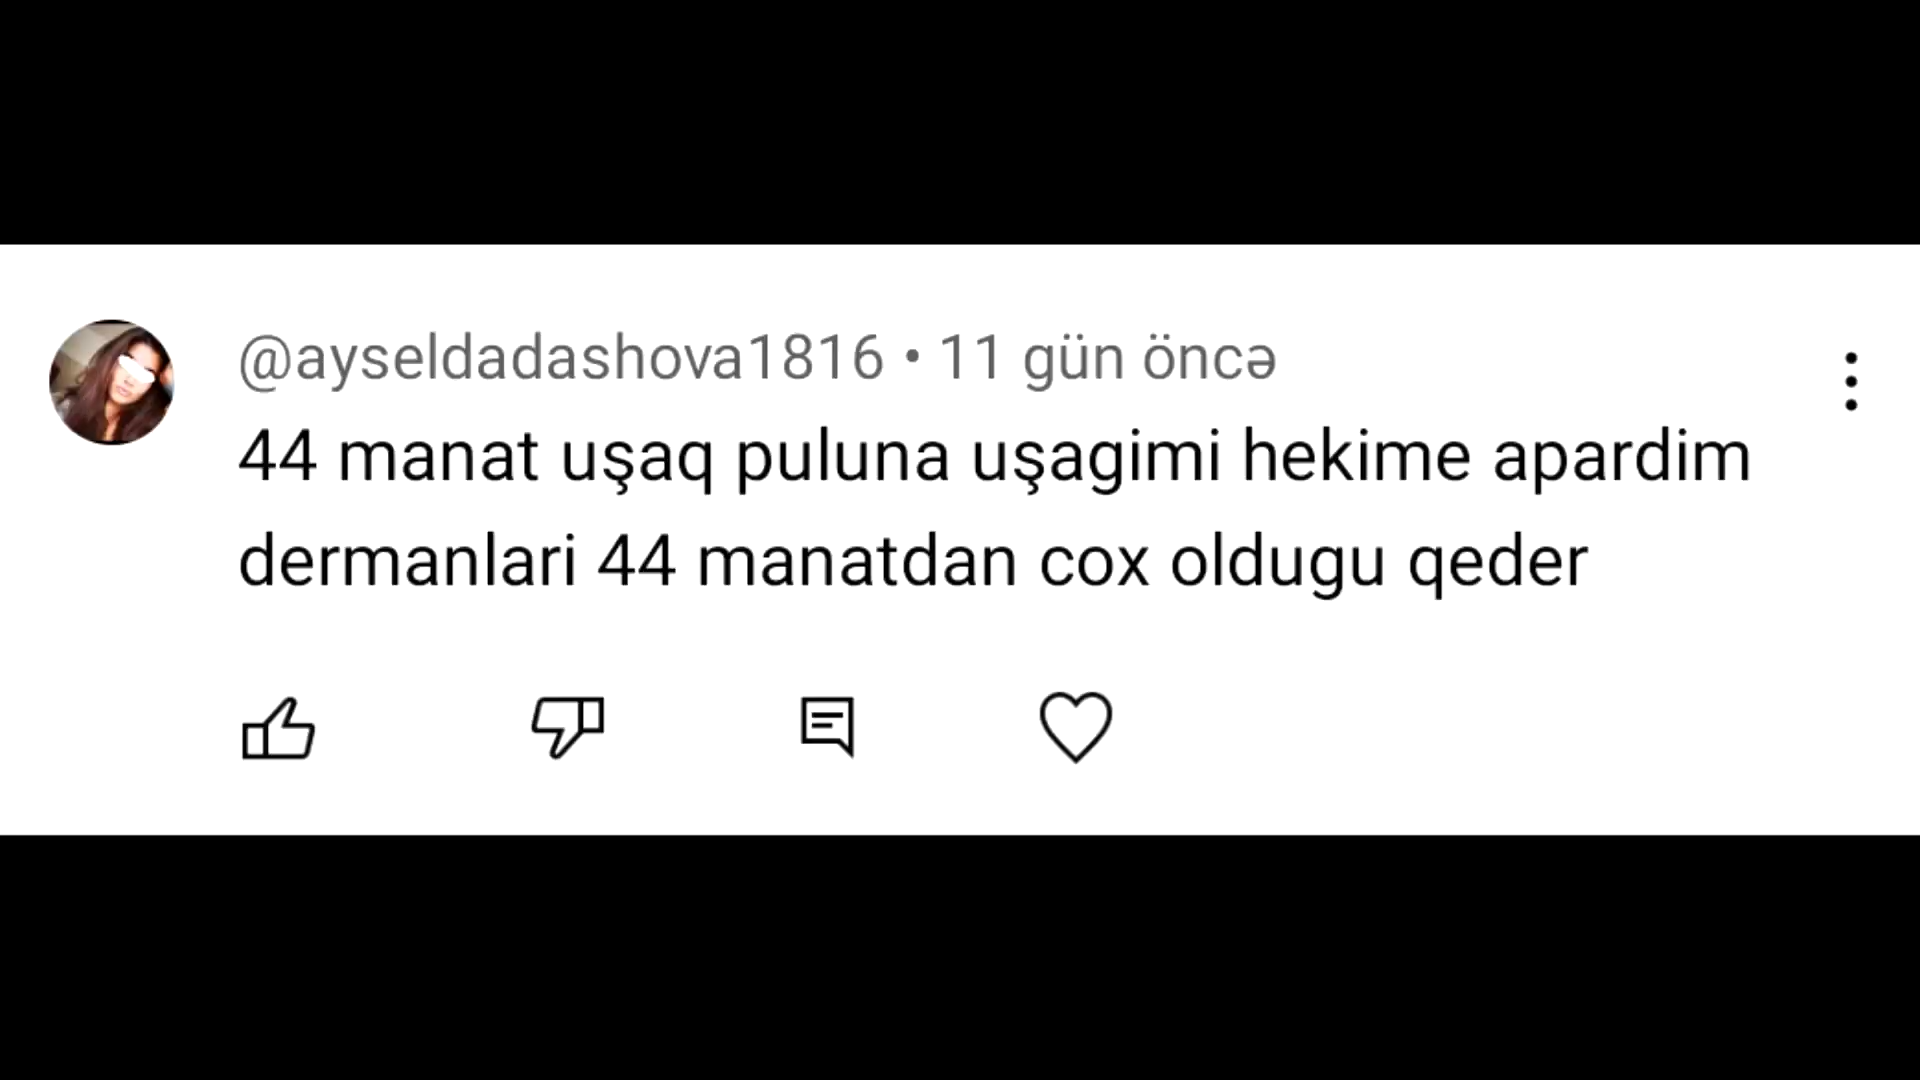 @ayseldadashova1816 • 11 gün öncə
44 manat uşaq puluna uşagimi hekime apardim
dermanlari 44 manatdan cox oldugu qeder